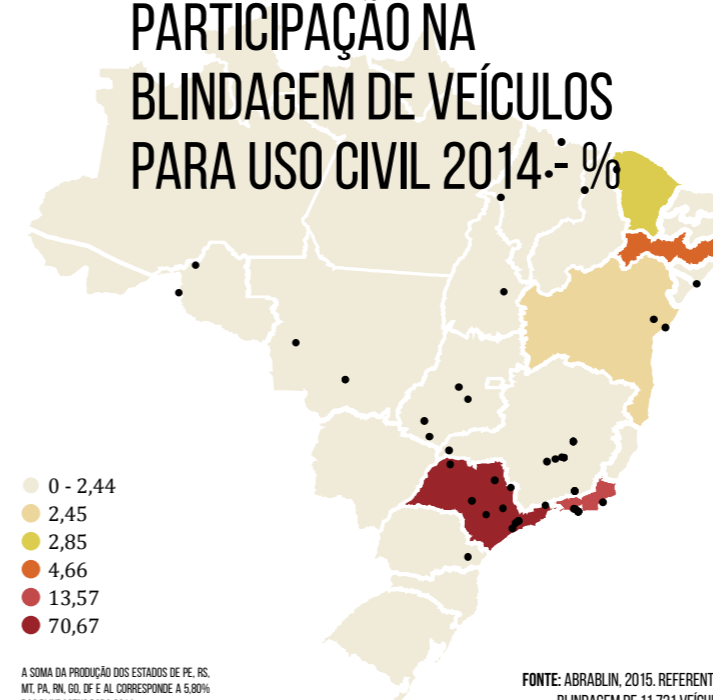 PARTICIPAÇÃO NA
BLINDAGEM DE VEÍCULOS
PARA USO CIVIL 2014 - %
0 - 2,44
2,45
2,85
4,66
13,57
70,67
A SOMA DA PRODUÇÃO DOS ESTADOS DE PE, RS,
MT, PA, RN, GO, DF E AL CORRESPONDE A 5,80%
FONTE: ABRABLIN, 2015. REFERENT
BLINDAGEM DE 11.731 VEÍCU